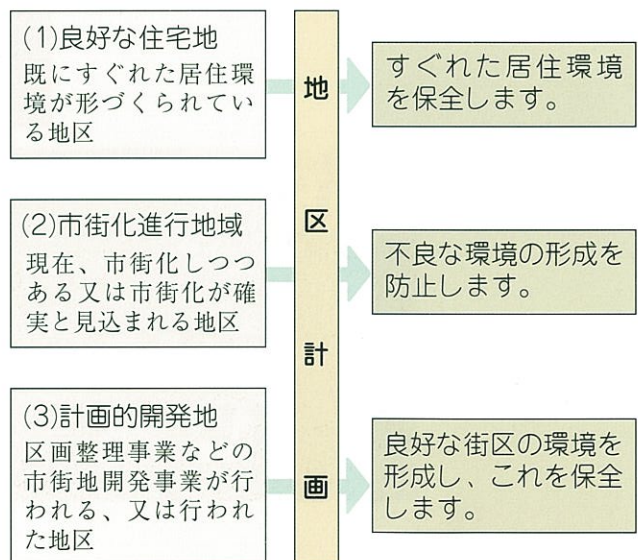 (1)良好な住宅地
既にすぐれた居住環
境が形づくられてい
る地区
すぐれた居住環境
を保全します。
(2)市街化進行地域
現在、市街化しつつ
ある又は市街化が確
実と見込まれる地区
不良な環境の形成を
防止します。
(3)計画的開発地
区画整理事業などの
市街地開発事業が行
われる、又は行われ
た地区
良好な街区の環境を
形成し、これを保全
します。
地区計画